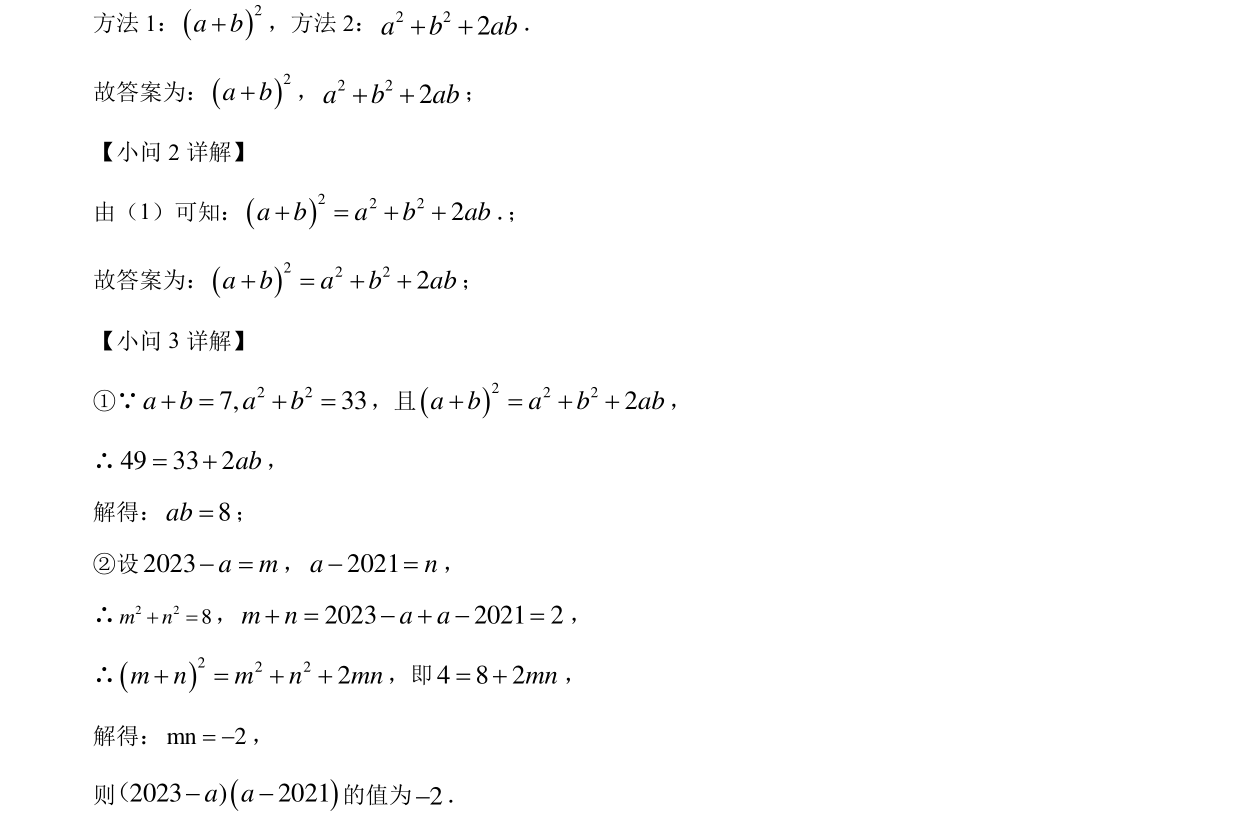 方法 1：(a+b)²，方法 2：a²+b²+2ab．
故答案为：(a+b)²，a²+b²+2ab；
【小问 2 详解】
由（1）可知：(a+b)²=a²+b²+2ab．；
故答案为：(a+b)²=a²+b²+2ab；
【小问 3 详解】
①∵a+b=7,a²+b²=33，且(a+b)²=a²+b²+2ab，
∴49=33+2ab，
解得：ab=8；
②设2023−a=m，a−2021=n，
∴m²+n²=8，m+n=2023−a+a−2021=2，
∴(m+n)²=m²+n²+2mn，即4=8+2mn，
解得：mn=−2，
则(2023−a)(a−2021)的值为−2．